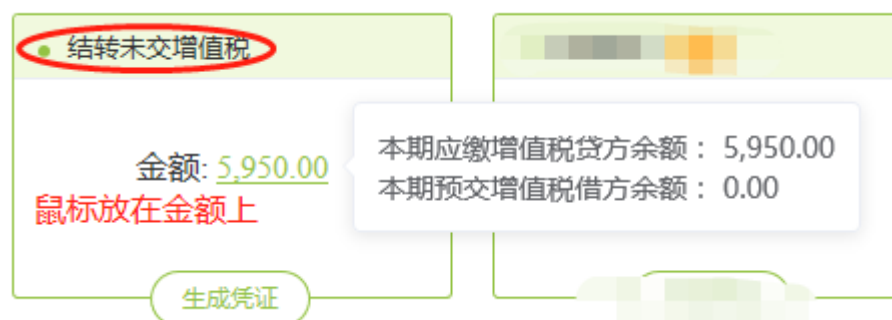 结转未交增值税
金额: 5,950.00
本期应缴增值税贷方余额： 5,950.00
本期预交增值税借方余额： 0.00
鼠标放在金额上
生成凭证